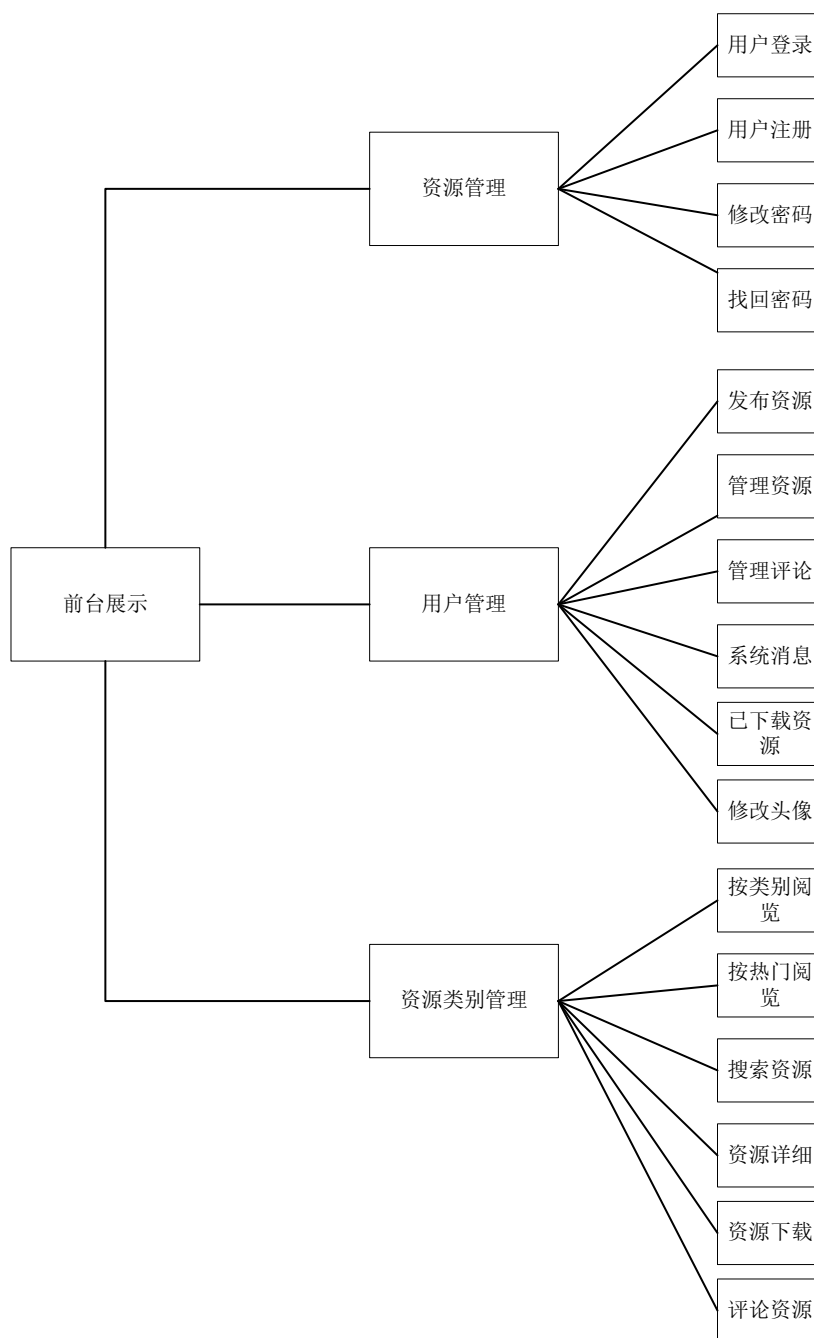 用户登录
用户注册
资源管理
修改密码
找回密码
发布资源
管理资源
管理评论
前台展示
用户管理
系统消息
已下载资
源
修改头像
按类别阅
览
按热门阅
览
资源类别管理
搜索资源
资源详细
资源下载
评论资源